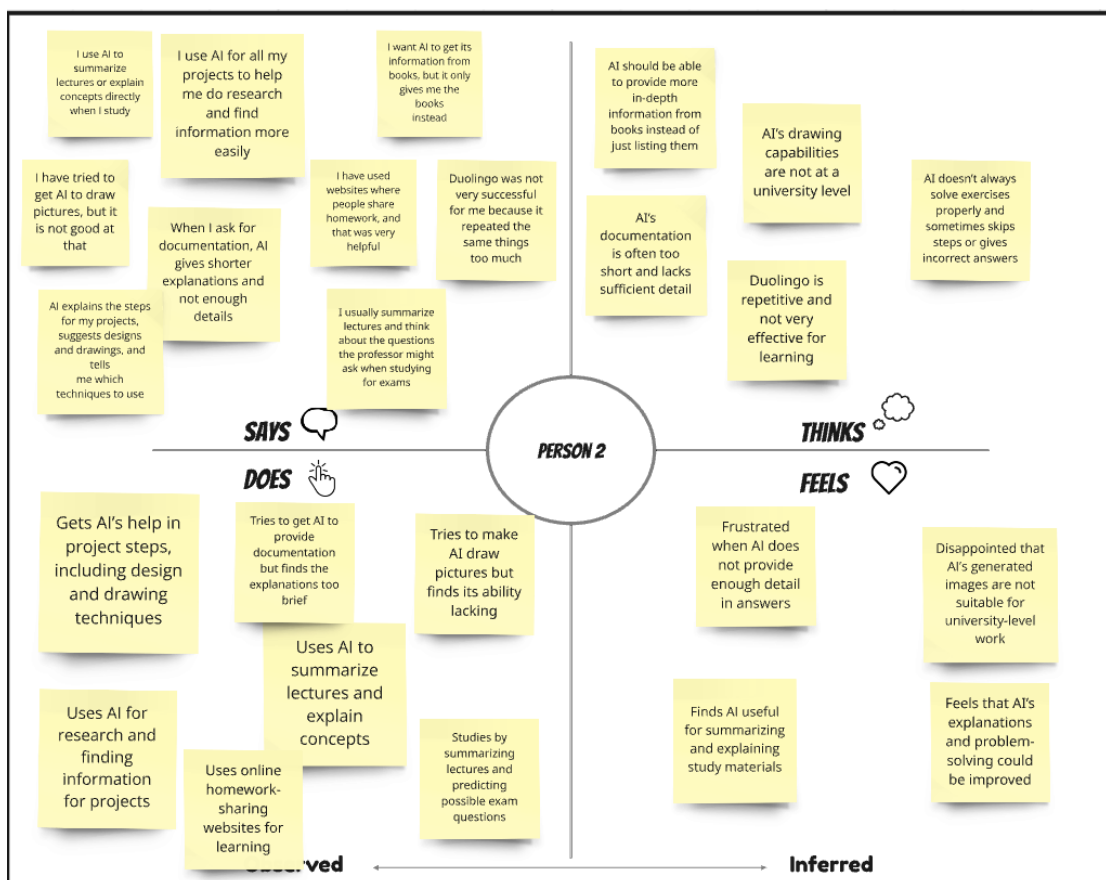 I use AI to
summarize
lectures or explain
concepts directly
when I study
I use AI for all my
projects to help
me do research
and find
information more
easily
I want AI to get its
information from
books, but it only
gives me the
books
instead
I have tried to
get AI to draw
pictures, but it
is not good at
that
When I ask for
documentation, AI
gives shorter
explanations and
not enough
details
I have used
websites where
people share
homework, and
that was very
helpful
Duolingo was not
very successful
for me because it
repeated the
same things
too much
AI explains the steps
for my projects,
suggests designs
and drawings, and
tells
me which
techniques to use
I usually summarize
lectures and think
about the questions
the professor might
ask when studying
for exams
SAYS
AI should be able
to provide more
in-depth
information from
books instead of
just listing them
AI's drawing
capabilities
are not at a
university level
AI doesn't always
solve exercises
properly and
sometimes skips
steps or gives
incorrect answers
AI's
documentation
is often too
short and lacks
sufficient detail
Duolingo is
repetitive and
not very
effective for
learning
THINKS
PERSON 2
DOES
Gets AI's help in
project steps,
including design
and drawing
techniques
Tries to get AI to
provide
documentation
but finds the
explanations too
brief
Tries to make
AI draw
pictures but
finds its ability
lacking
Uses AI to
summarize
lectures and
explain
concepts
Uses AI for
research and
finding
information
for projects
Uses online
homework-
sharing
websites for
learning
Studies by
summarizing
lectures and
predicting
possible exam
questions
FEELS
Frustrated
when AI does
not provide
enough detail
in answers
Disappointed that
AI's generated
images are not
suitable for
university-level
work
Finds AI useful
for summarizing
and explaining
study materials
Feels that AI's
explanations
and problem-
solving could
be improved
Observed
Inferred